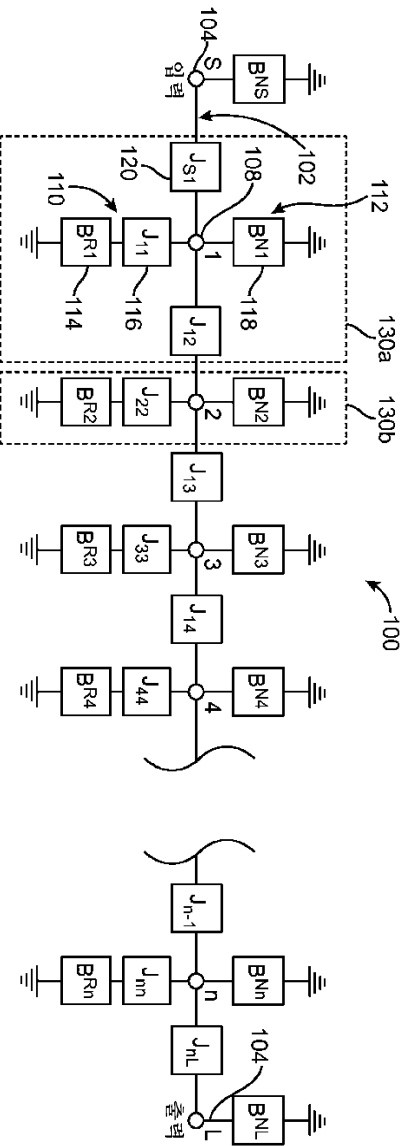 100
102
112
130a
130b
BNS
BN1
118
BN2
BN3
BN4
BNn
BNL
104
S
입력
108
1
2
3
4
n
L
104
출력
JS1
120
J12
J13
J14
Jn-1
JnL
110
J11
116
J22
J33
J44
Jnn
BR1
114
BR2
BR3
BR4
BRn